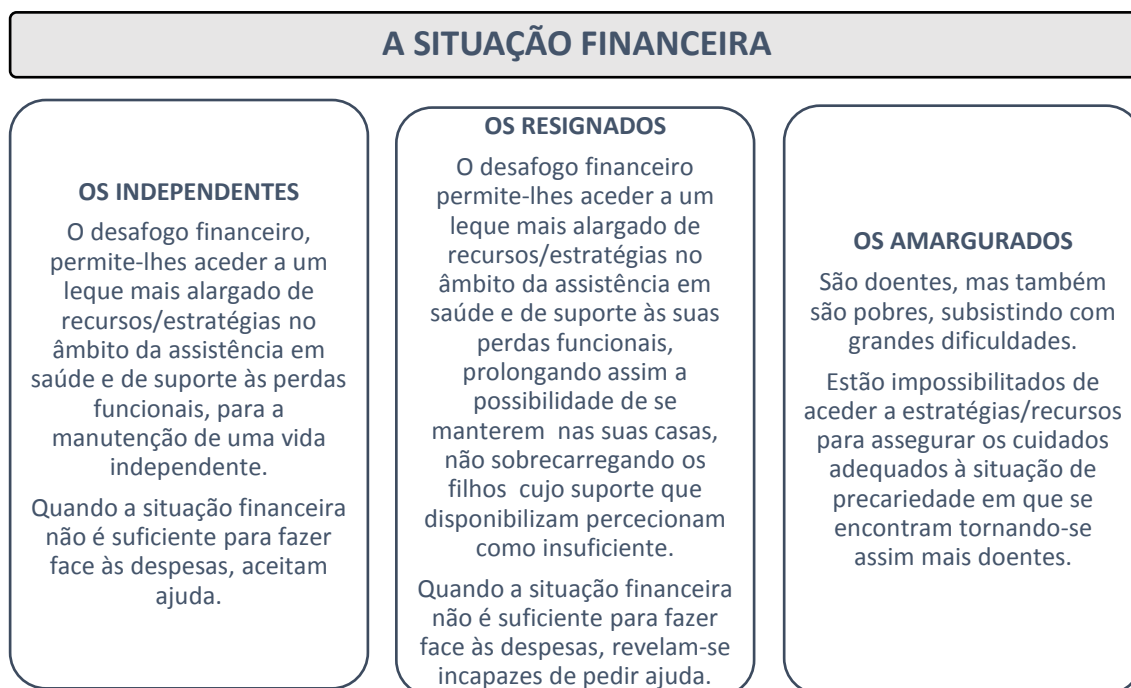 A SITUAÇÃO FINANCEIRA
OS INDEPENDENTES
O desafogo financeiro,
permite-lhes aceder a um
leque mais alargado de
recursos/estratégias no
âmbito da assistência em
saúde e de suporte às perdas
funcionais, para a
manutenção de uma vida
independente.
Quando a situação financeira
não é suficiente para fazer
face às despesas, aceitam
ajuda.
OS RESIGNADOS
O desafogo financeiro
permite-lhes aceder a um
leque mais alargado de
recursos/estratégias no
âmbito da assistência em
saúde e de suporte às suas
perdas funcionais,
prolongando assim a
possibilidade de se
manterem nas suas casas,
não sobrecarregando os
filhos cujo suporte que
disponibilizam percecionam
como insuficiente.
Quando a situação financeira
não é suficiente para fazer
face às despesas, revelam-se
incapazes de pedir ajuda.
OS AMARGURADOS
São doentes, mas também
são pobres, subsistindo com
grandes dificuldades.
Estão impossibilitados de
aceder a estratégias/recursos
para assegurar os cuidados
adequados à situação de
precariedade em que se
encontram tornando-se
assim mais doentes.